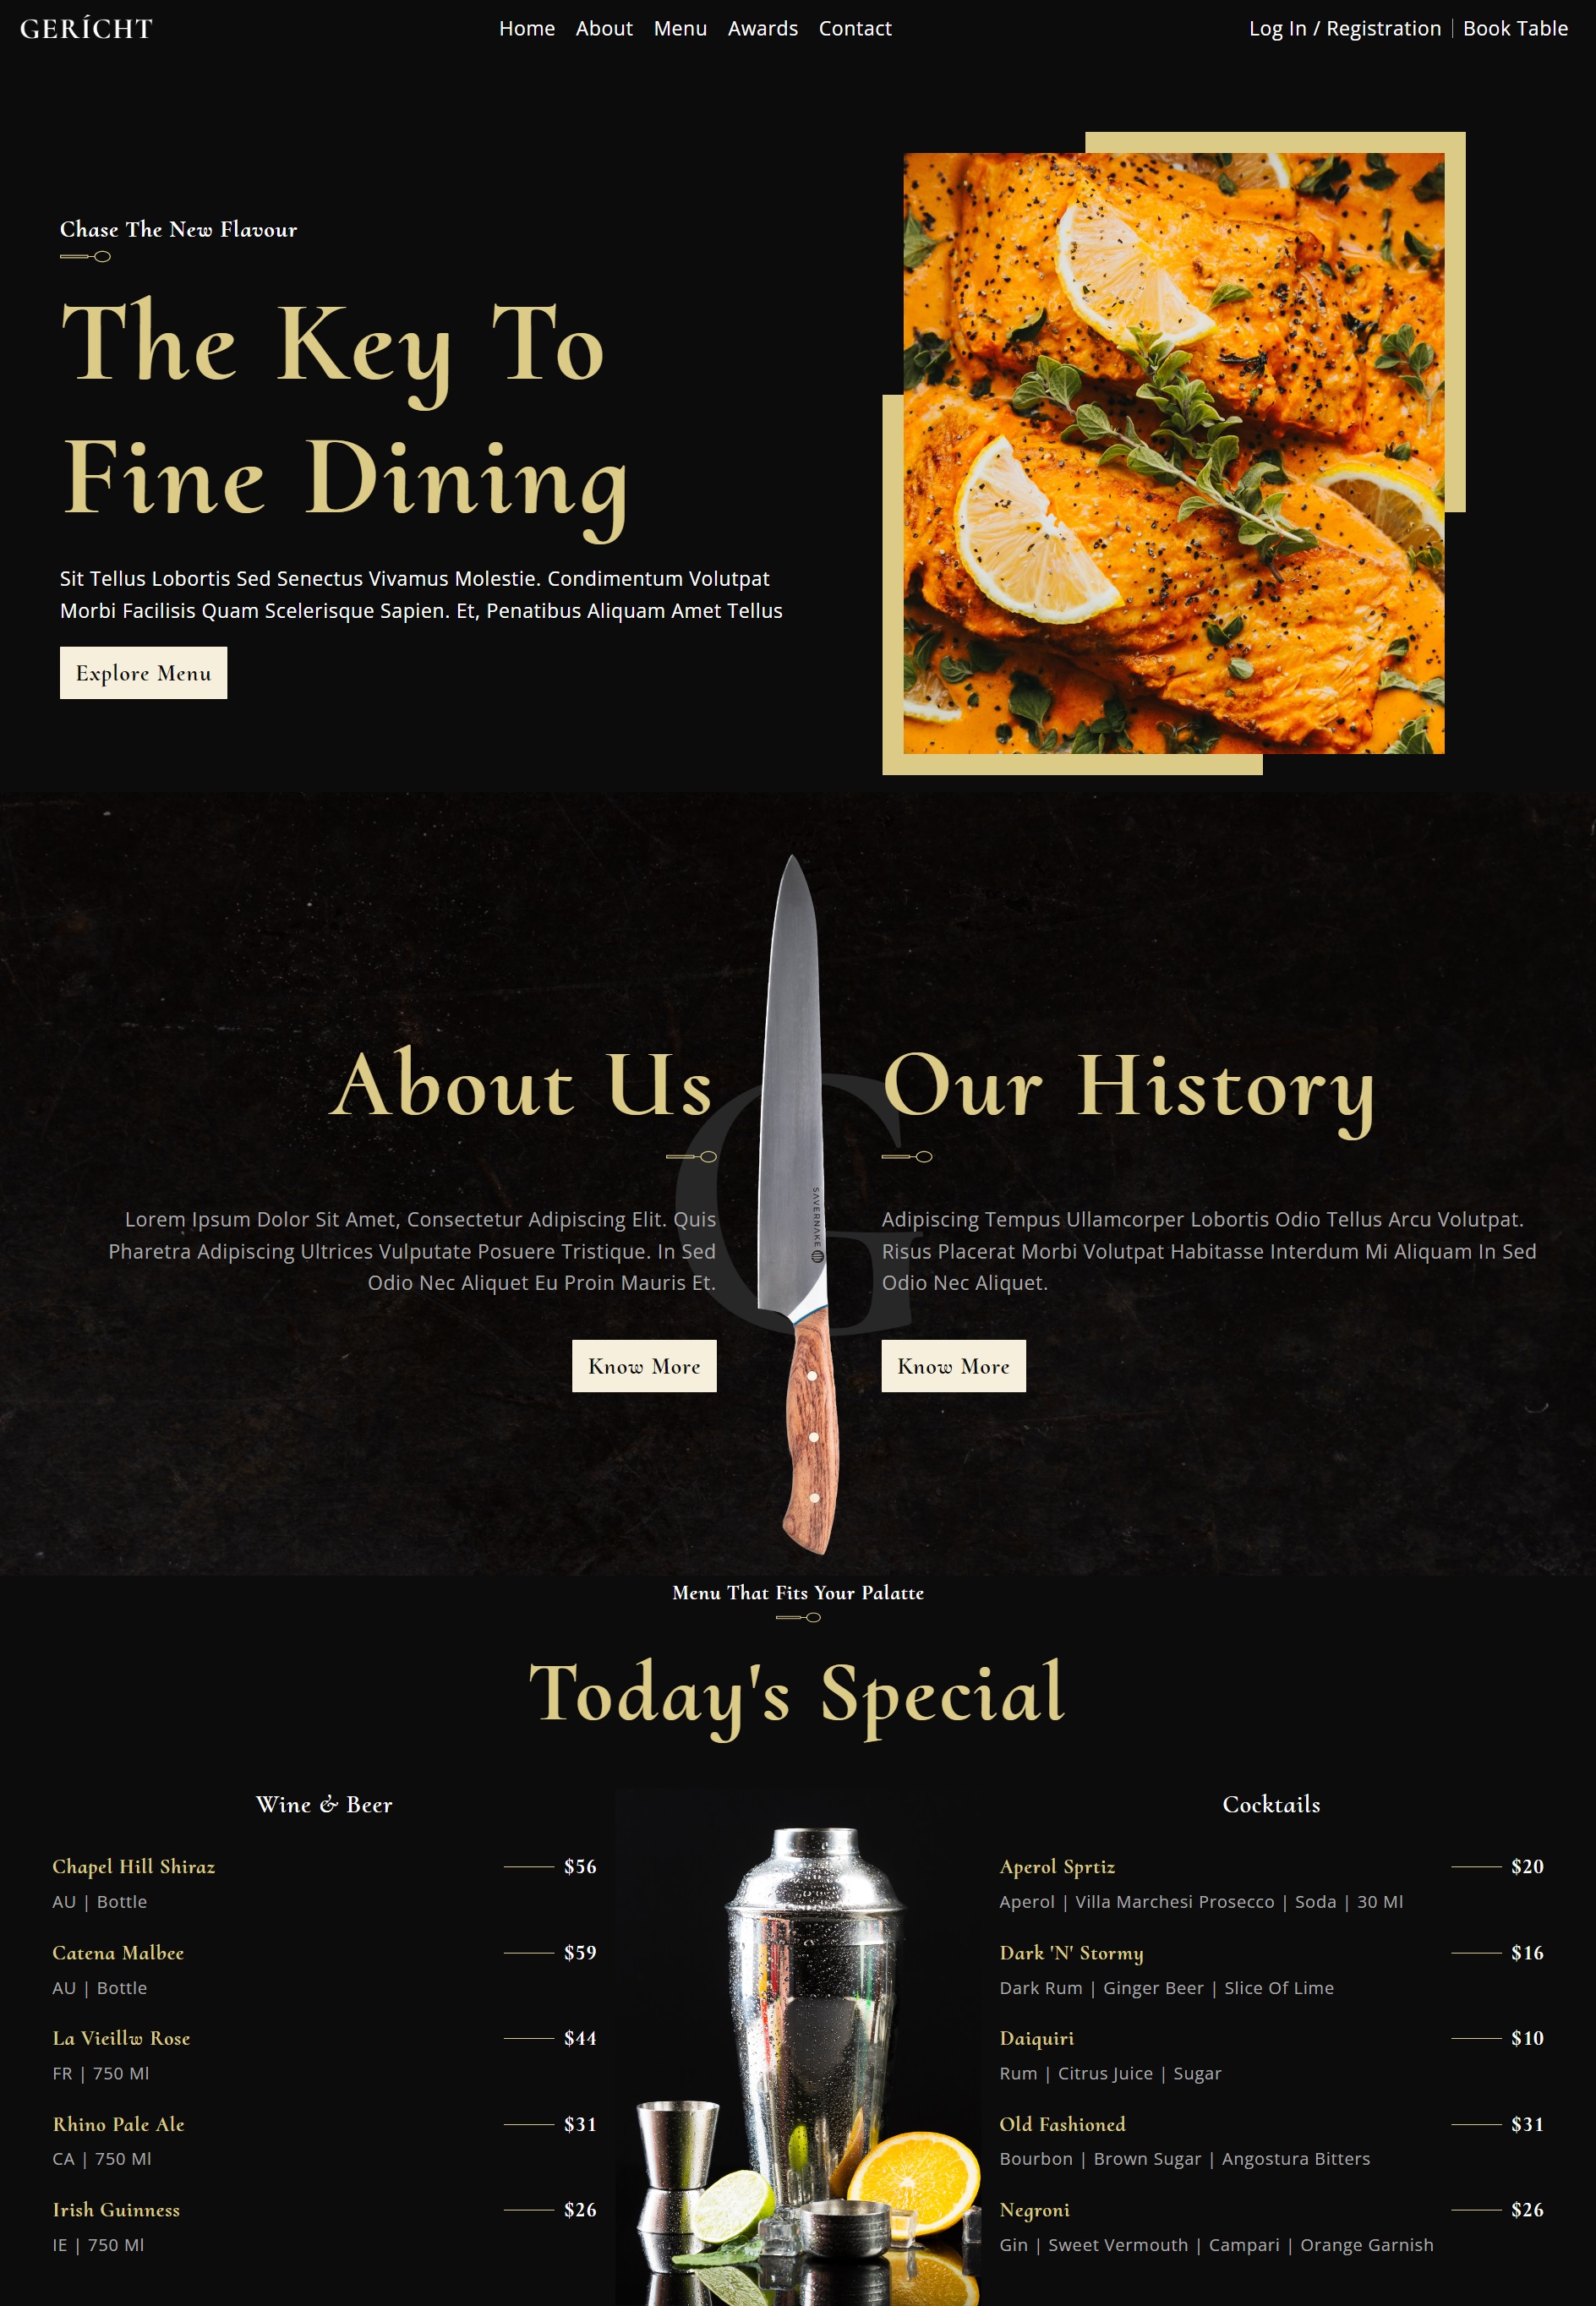 GERÍCHT
Home About Menu Awards Contact
Log In / Registration | Book Table
Chase The New Flavour
The Key To
Fine Dining
Sit Tellus Lobortis Sed Senectus Vivamus Molestie. Condimentum Volutpat
Morbi Facilisis Quam Scelerisque Sapien. Et, Penatibus Aliquam Amet Tellus
Explore Menu
About Us
Lorem Ipsum Dolor Sit Amet, Consectetur Adipiscing Elit. Quis
Pharetra Adipiscing Ultrices Vulputate Posuere Tristique. In Sed
Odio Nec Aliquet Eu Proin Mauris Et.
Know More
G
SAVERNAKE
Our History
Adipiscing Tempus Ullamcorper Lobortis Odio Tellus Arcu Volutpat.
Risus Placerat Morbi Volutpat Habitasse Interdum Mi Aliquam In Sed
Odio Nec Aliquet.
Know More
Menu That Fits Your Palatte
Today's Special
Wine & Beer
Chapel Hill Shiraz $56
AU | Bottle
Catena Malbee $59
AU | Bottle
La Vieillw Rose $44
FR | 750 Ml
Rhino Pale Ale $31
CA | 750 Ml
Irish Guinness $26
IE | 750 Ml
Cocktails
Aperol Sprtiz $20
Aperol | Villa Marchesi Prosecco | Soda | 30 Ml
Dark 'N' Stormy $16
Dark Rum | Ginger Beer | Slice Of Lime
Daiquiri $10
Rum | Citrus Juice | Sugar
Old Fashioned $31
Bourbon | Brown Sugar | Angostura Bitters
Negroni $26
Gin | Sweet Vermouth | Campari | Orange Garnish